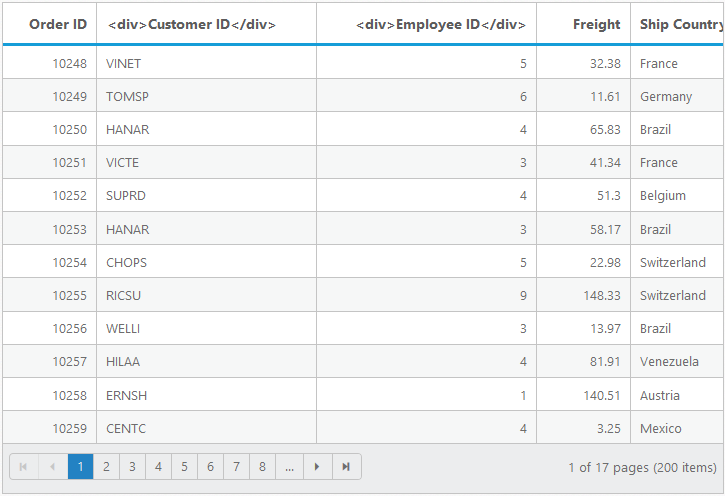 Order ID <div>Customer ID</div> <div>Employee ID</div> Freight Ship Country
10248 VINET 5 32.38 France
10249 TOMSP 6 11.61 Germany
10250 HANAR 4 65.83 Brazil
10251 VICTE 3 41.34 France
10252 SUPRD 4 51.3 Belgium
10253 HANAR 3 58.17 Brazil
10254 CHOPS 5 22.98 Switzerland
10255 RICSU 9 148.33 Switzerland
10256 WELLI 3 13.97 Brazil
10257 HILAA 4 81.91 Venezuela
10258 ERNSH 1 140.51 Austria
10259 CENTC 4 3.25 Mexico
1 2 3 4 5 6 7 8 ... 1 of 17 pages (200 items)